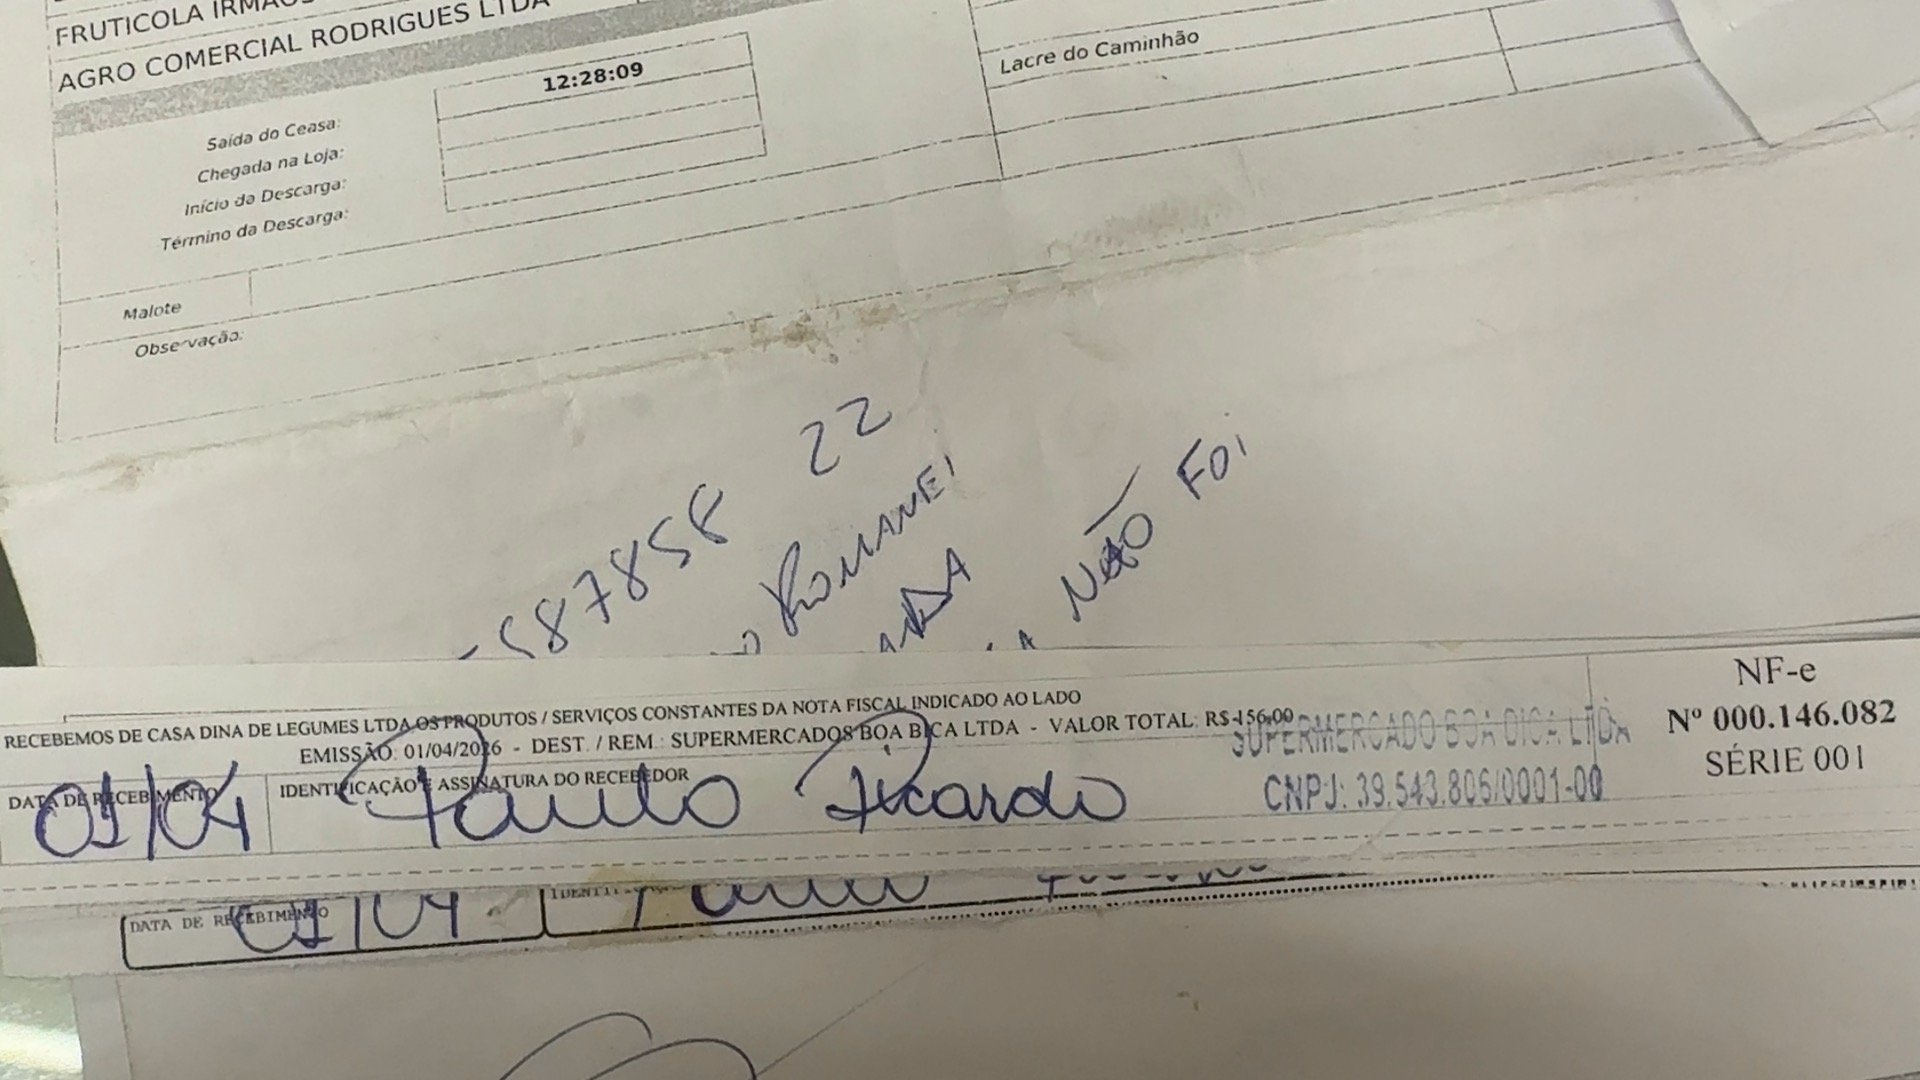 FRUTICOLA IRMÃOS
AGRO COMERCIAL RODRIGUES LTDA
12:28:09
Saída do Ceasa:
Chegada na Loja:
Início da Descarga:
Término da Descarga:
Lacre do Caminhão
Malote
Observação:
22
ROMANEI
NÃO FOI
RECEBEMOS DE CASA DINA DE LEGUMES LTDA OS PRODUTOS / SERVIÇOS CONSTANTES DA NOTA FISCAL INDICADO AO LADO
EMISSÃO: 01/04/2026 - DEST. / REM.: SUPERMERCADOS BOA BICA LTDA - VALOR TOTAL: R$ 156,00
SUPERMERCADO BOA DICA LTDA
CNPJ: 39.543.806/0001-00
NF-e
Nº 000.146.082
SÉRIE 001
DATA DE RECEBIMENTO
01/04
IDENTIFICAÇÃO E ASSINATURA DO RECEBEDOR
Paulo Ricardo
DATA DE RECEBIMENTO
01/04